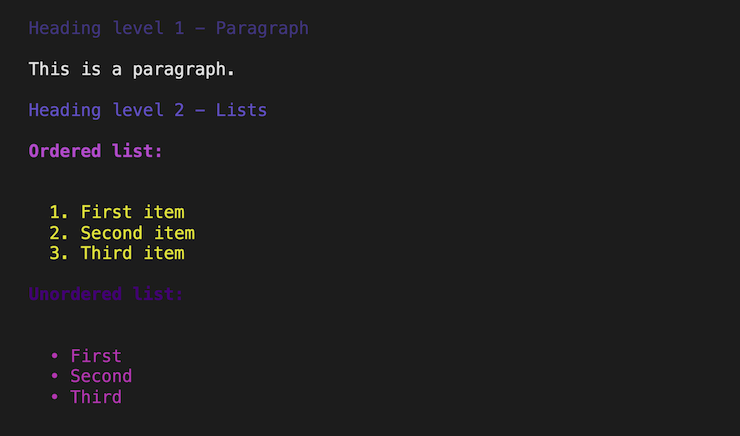 Heading level 1 - Paragraph
This is a paragraph.
Heading level 2 - Lists
Ordered list:
1. First item
2. Second item
3. Third item
Unordered list:
• First
• Second
• Third